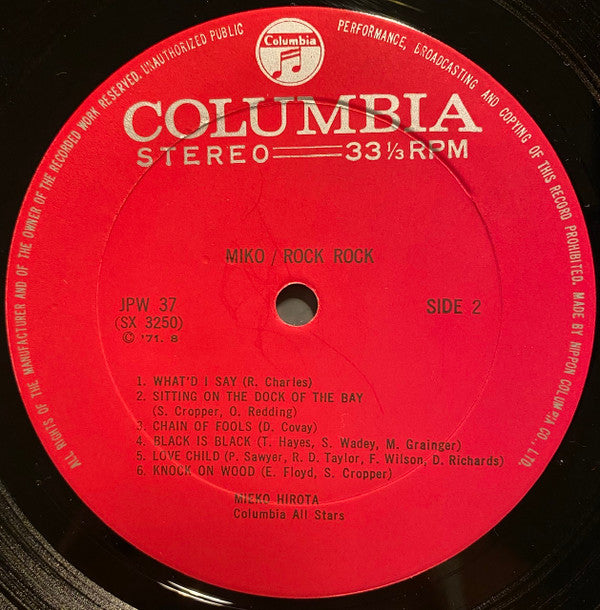 ALL RIGHTS OF THE MANUFACTURER AND OF THE OWNER OF THE RECORDED WORK RESERVED. UNAUTHORIZED PUBLIC PERFORMANCE, BROADCASTING AND COPYING OF THIS RECORD PROHIBITED. MADE BY NIPPON COLUMBIA CO., LTD.
Columbia
COLUMBIA
STEREO 33 1/3 RPM
MIKO / ROCK ROCK
JPW 37 SIDE 2
(SX 3250)
Ⓒ '71. 8
1. WHAT'D I SAY (R. Charles)
2. SITTING ON THE DOCK OF THE BAY
(S. Cropper, O. Redding)
3. CHAIN OF FOOLS (D. Covay)
4. BLACK IS BLACK (T. Hayes, S. Wadey, M. Grainger)
5. LOVE CHILD (P. Sawyer, R. D. Taylor, F. Wilson, D. Richards)
6. KNOCK ON WOOD (E. Floyd, S. Cropper)
MIEKO HIROTA
Columbia All Stars